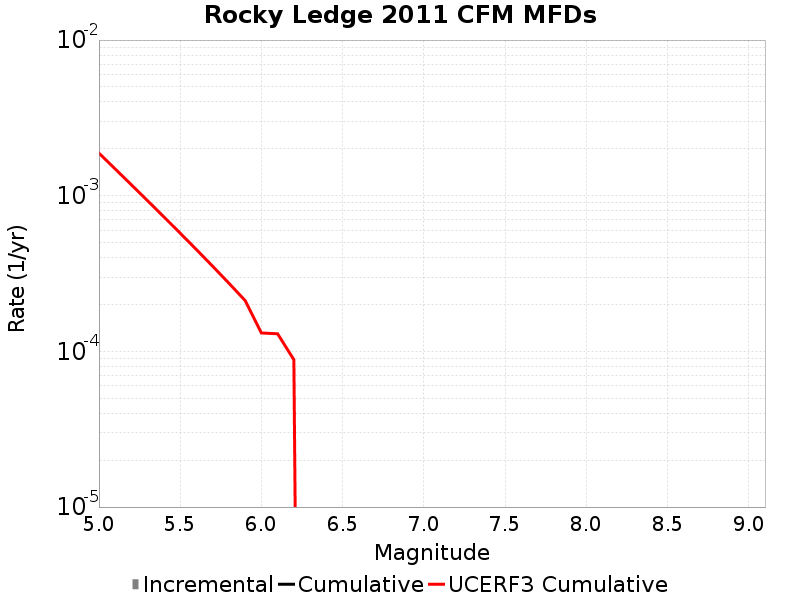 Rocky Ledge 2011 CFM MFDs
10-2
10-3
10-4
10-5
Rate (1/yr)
5.0 5.5 6.0 6.5 7.0 7.5 8.0 8.5 9.0
Magnitude
Incremental Cumulative UCERF3 Cumulative